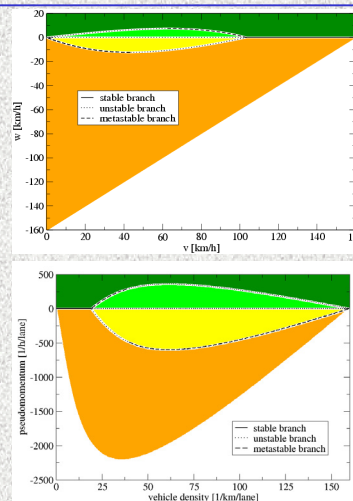 20
0
-20
-40
-60
-80
-100
-120
-140
-160
w [km/h]
stable branch
unstable branch
metastable branch
0 20 40 60 80 100 120 140
v [km/h]
500
0
-500
-1000
-1500
-2000
-2500
pseudomomentum [1/h/lane]
stable branch
unstable branch
metastable branch
0 25 50 75 100 125 150
vehicle density [1/km/lane]